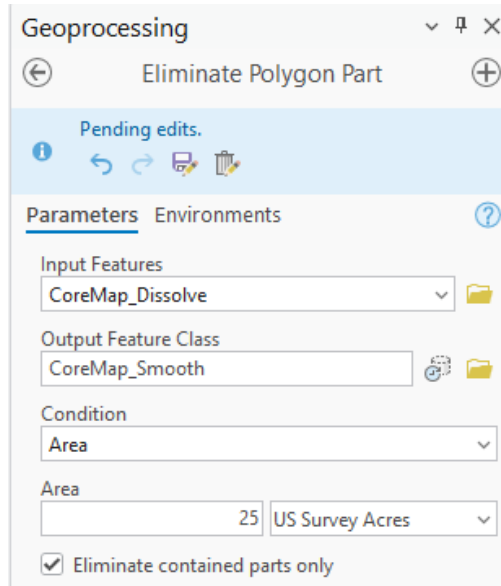 Geoprocessing
Eliminate Polygon Part
Pending edits.
Parameters Environments
Input Features
CoreMap_Dissolve
Output Feature Class
CoreMap_Smooth
Condition
Area
Area
25 US Survey Acres
Eliminate contained parts only